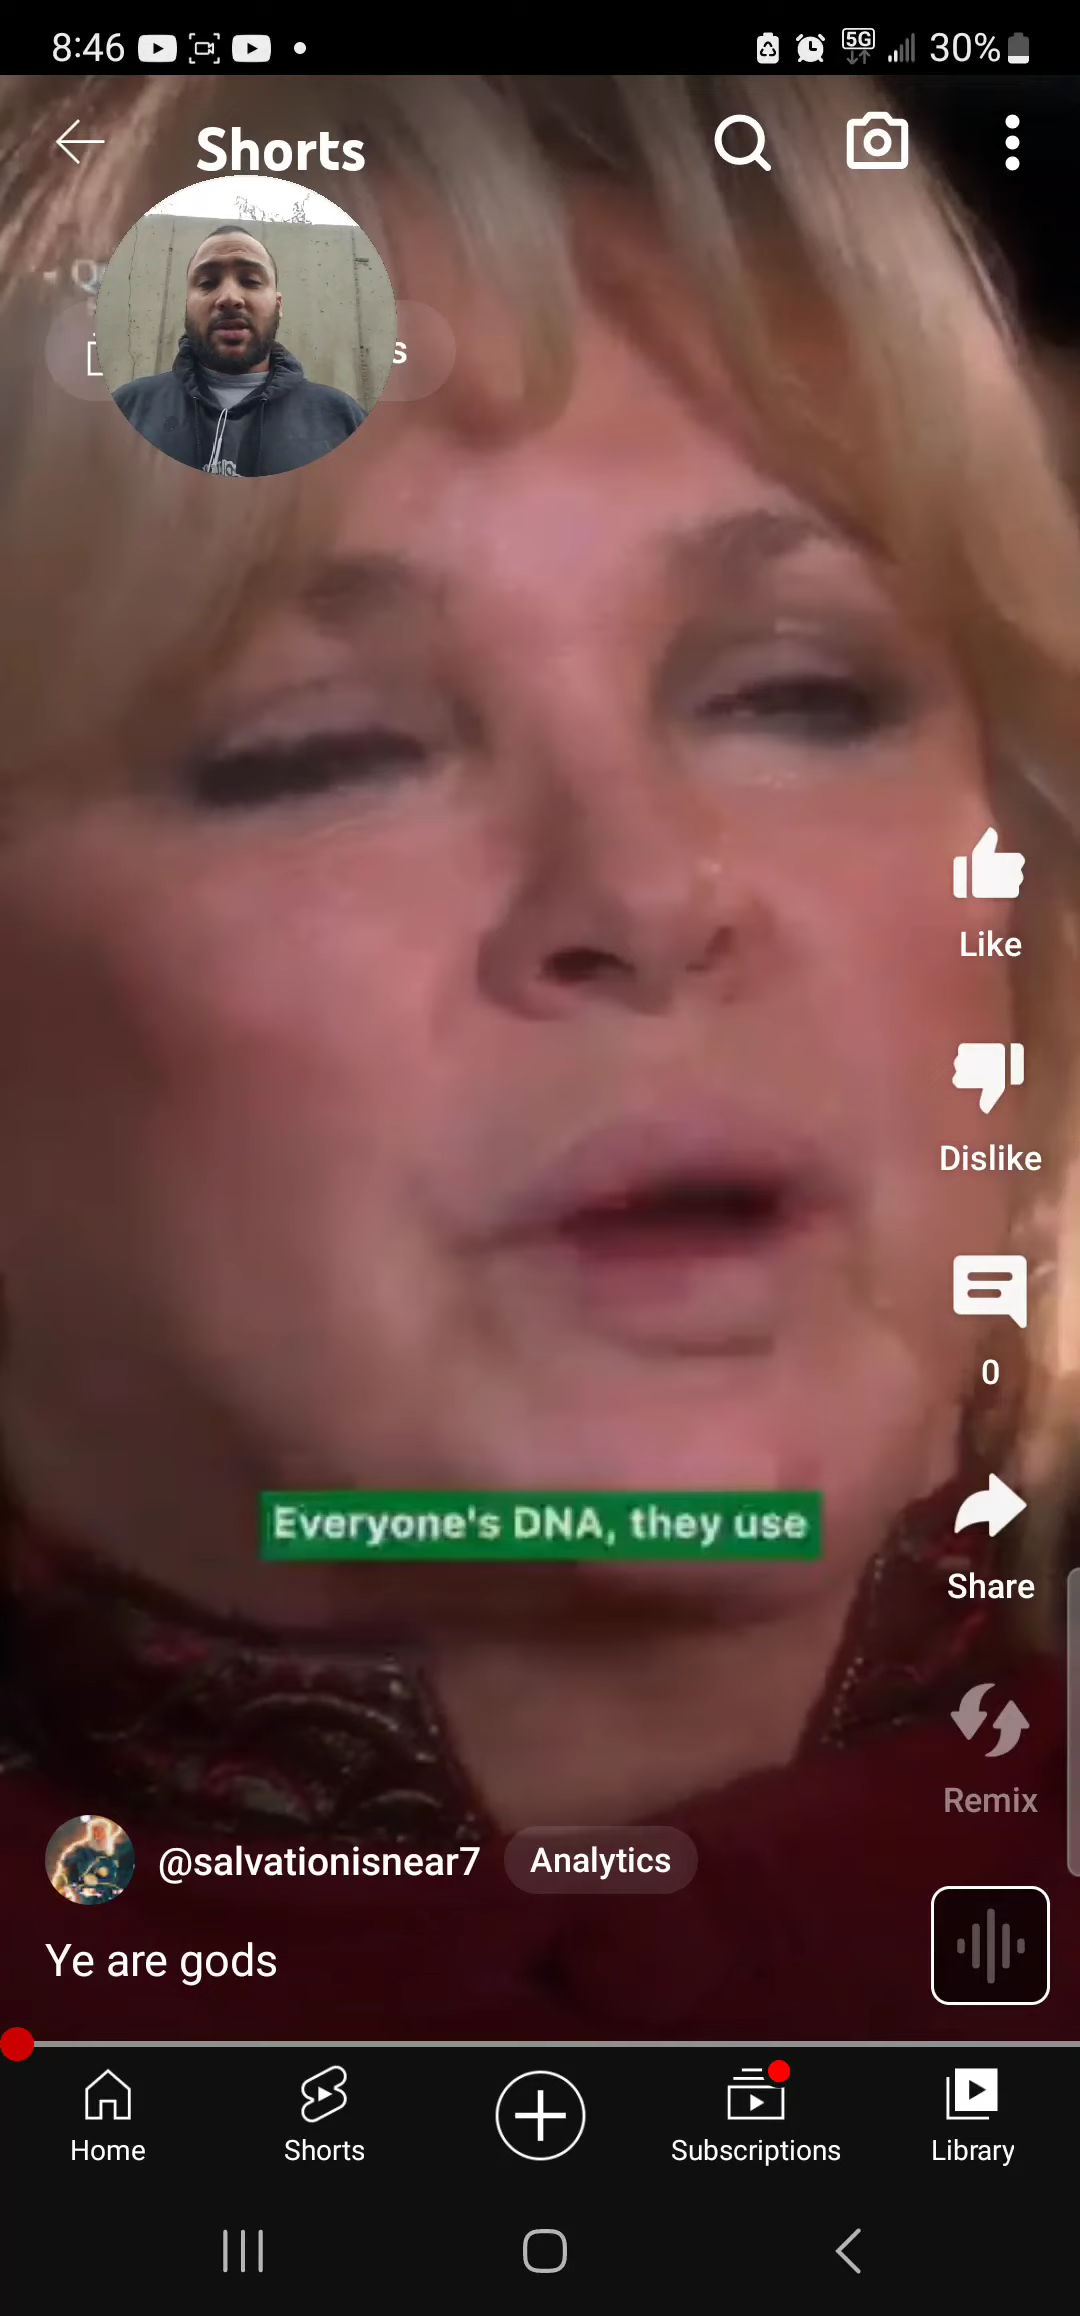 8:46
5G
30%
Shorts
s
Like
Dislike
0
Everyone's DNA, they use
Share
Remix
@salvationisnear7
Analytics
Ye are gods
Home
Shorts
Subscriptions
Library